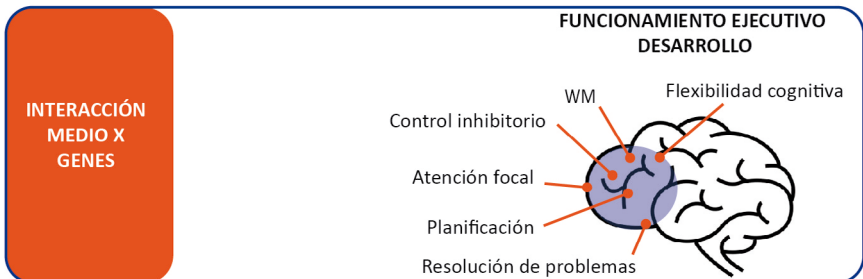 INTERACCIÓN
MEDIO X
GENES
FUNCIONAMIENTO EJECUTIVO
DESARROLLO
WM
Flexibilidad cognitiva
Control inhibitorio
Atención focal
Planificación
Resolución de problemas